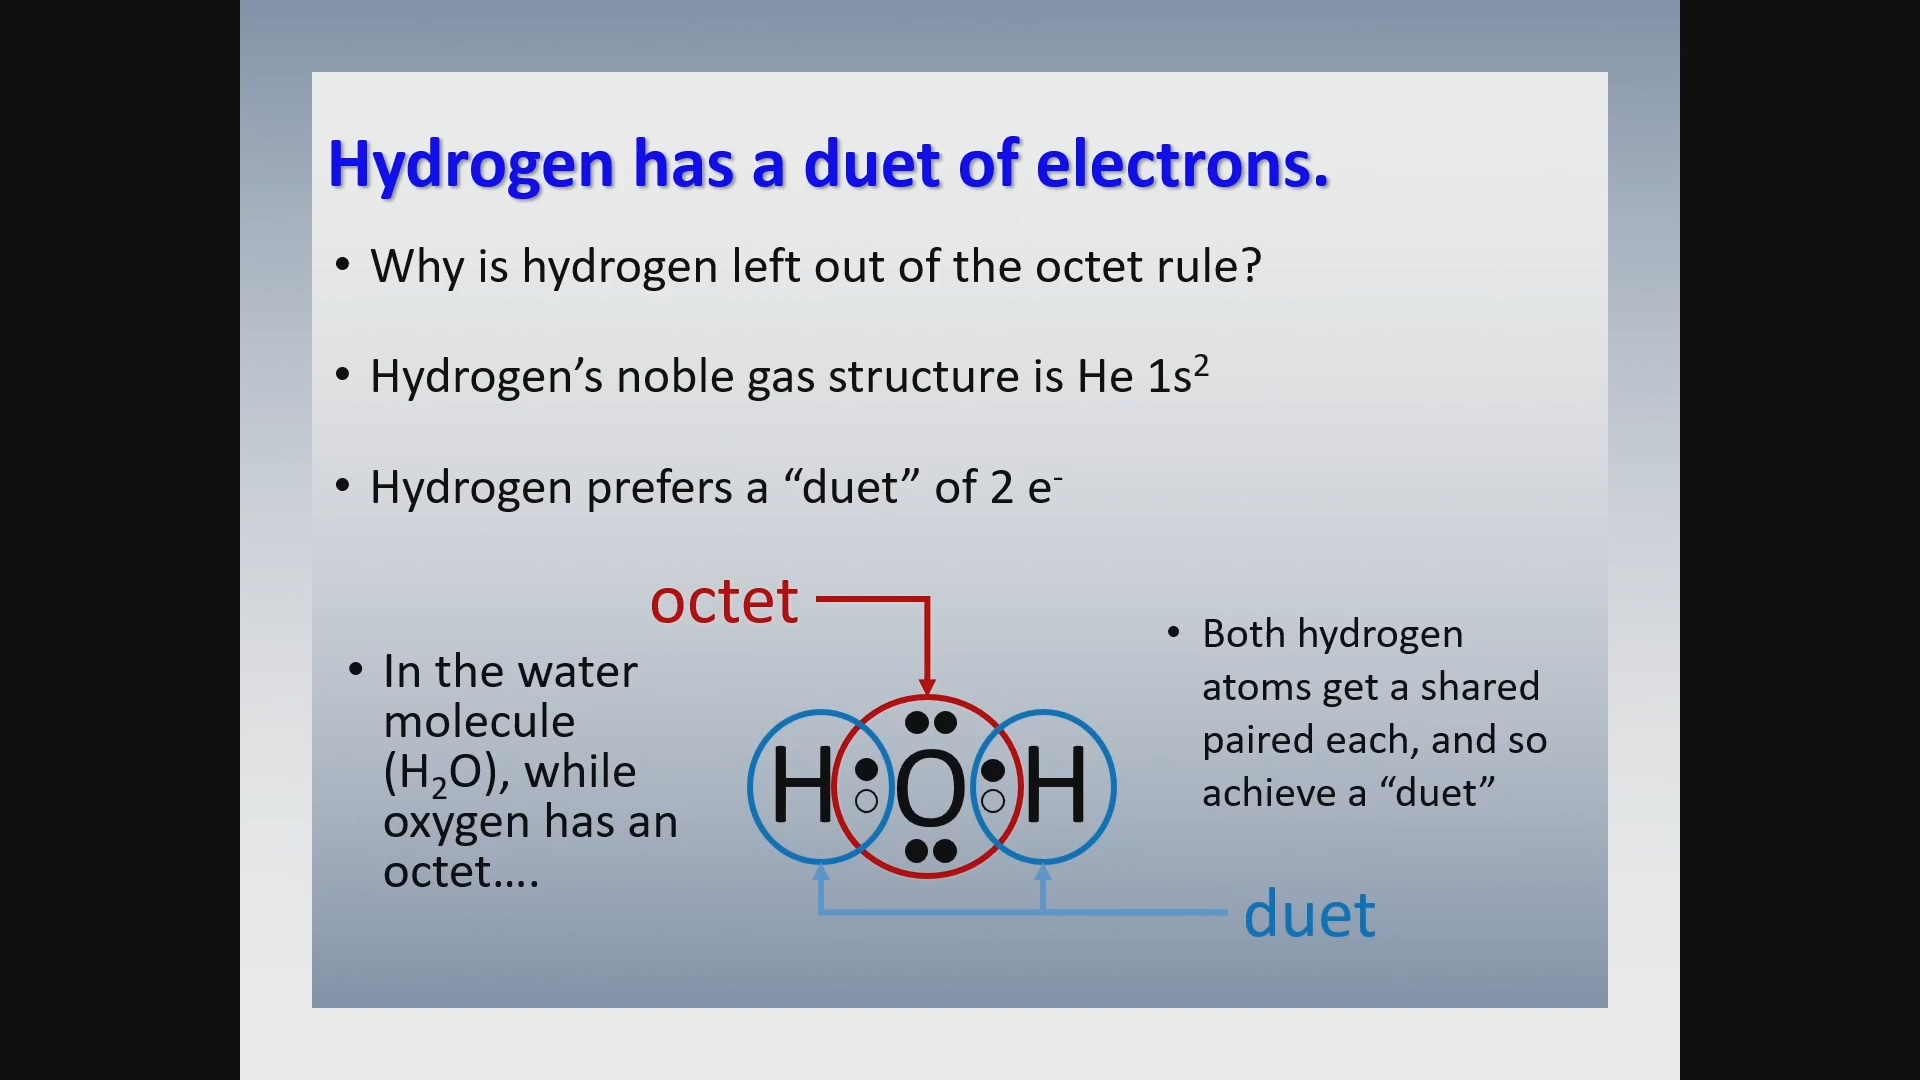 Hydrogen has a duet of electrons.
• Why is hydrogen left out of the octet rule?
• Hydrogen’s noble gas structure is He 1s²
• Hydrogen prefers a “duet” of 2 e⁻
octet
• In the water
molecule
(H₂O), while
oxygen has an
octet….
H O H
• Both hydrogen
atoms get a shared
paired each, and so
achieve a “duet”
duet